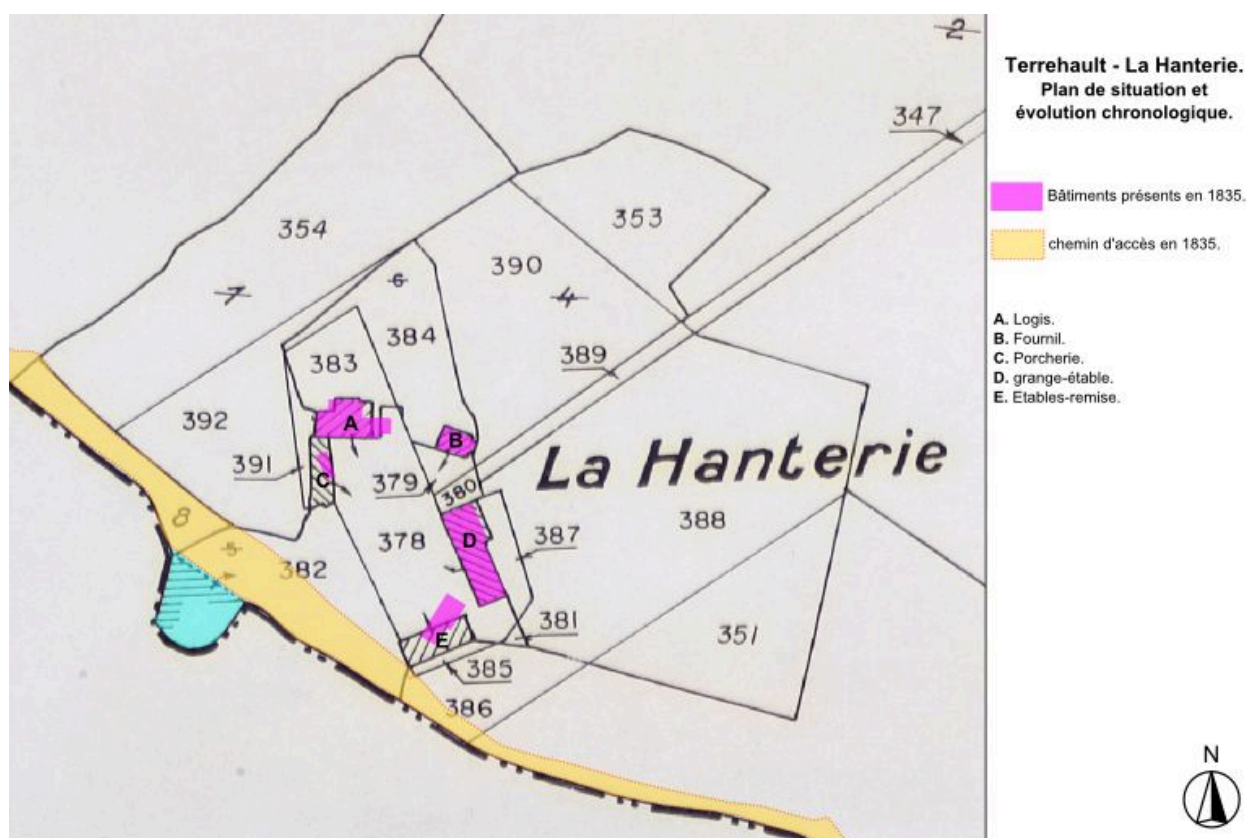 Terrehault - La Hanterie.
Plan de situation et
évolution chronologique.
Bâtiments présents en 1835.
chemin d'accès en 1835.
A. Logis.
B. Fournil.
C. Porcherie.
D. grange-étable.
E. Etables-remise.
N
2
347
353
354
390
7
6
4
384
383
389
392
A
B
La Hanterie
391
C
379
380
388
8
5
382
378
D
387
E
381
351
385
386